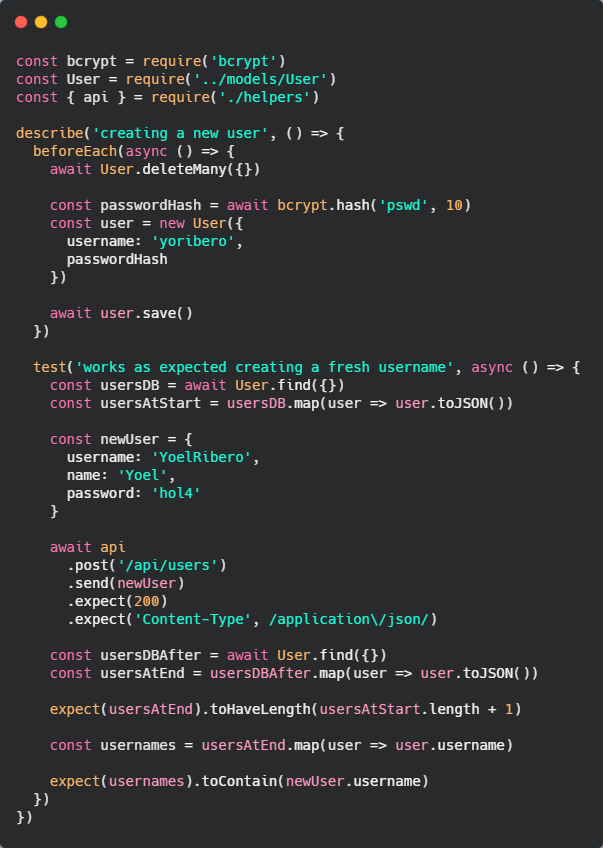 const bcrypt = require('bcrypt')
const User = require('../models/User')
const { api } = require('./helpers')

describe('creating a new user', () => {
  beforeEach(async () => {
    await User.deleteMany({})

    const passwordHash = await bcrypt.hash('pswd', 10)
    const user = new User({
      username: 'yoribero',
      passwordHash
    })

    await user.save()
  })

  test('works as expected creating a fresh username', async () => {
    const usersDB = await User.find({})
    const usersAtStart = usersDB.map(user => user.toJSON())

    const newUser = {
      username: 'YoelRibero',
      name: 'Yoel',
      password: 'hol4'
    }

    await api
      .post('/api/users')
      .send(newUser)
      .expect(200)
      .expect('Content-Type', /application\/json/)

    const usersDBAfter = await User.find({})
    const usersAtEnd = usersDBAfter.map(user => user.toJSON())

    expect(usersAtEnd).toHaveLength(usersAtStart.length + 1)

    const usernames = usersAtEnd.map(user => user.username)

    expect(usernames).toContain(newUser.username)
  })
})